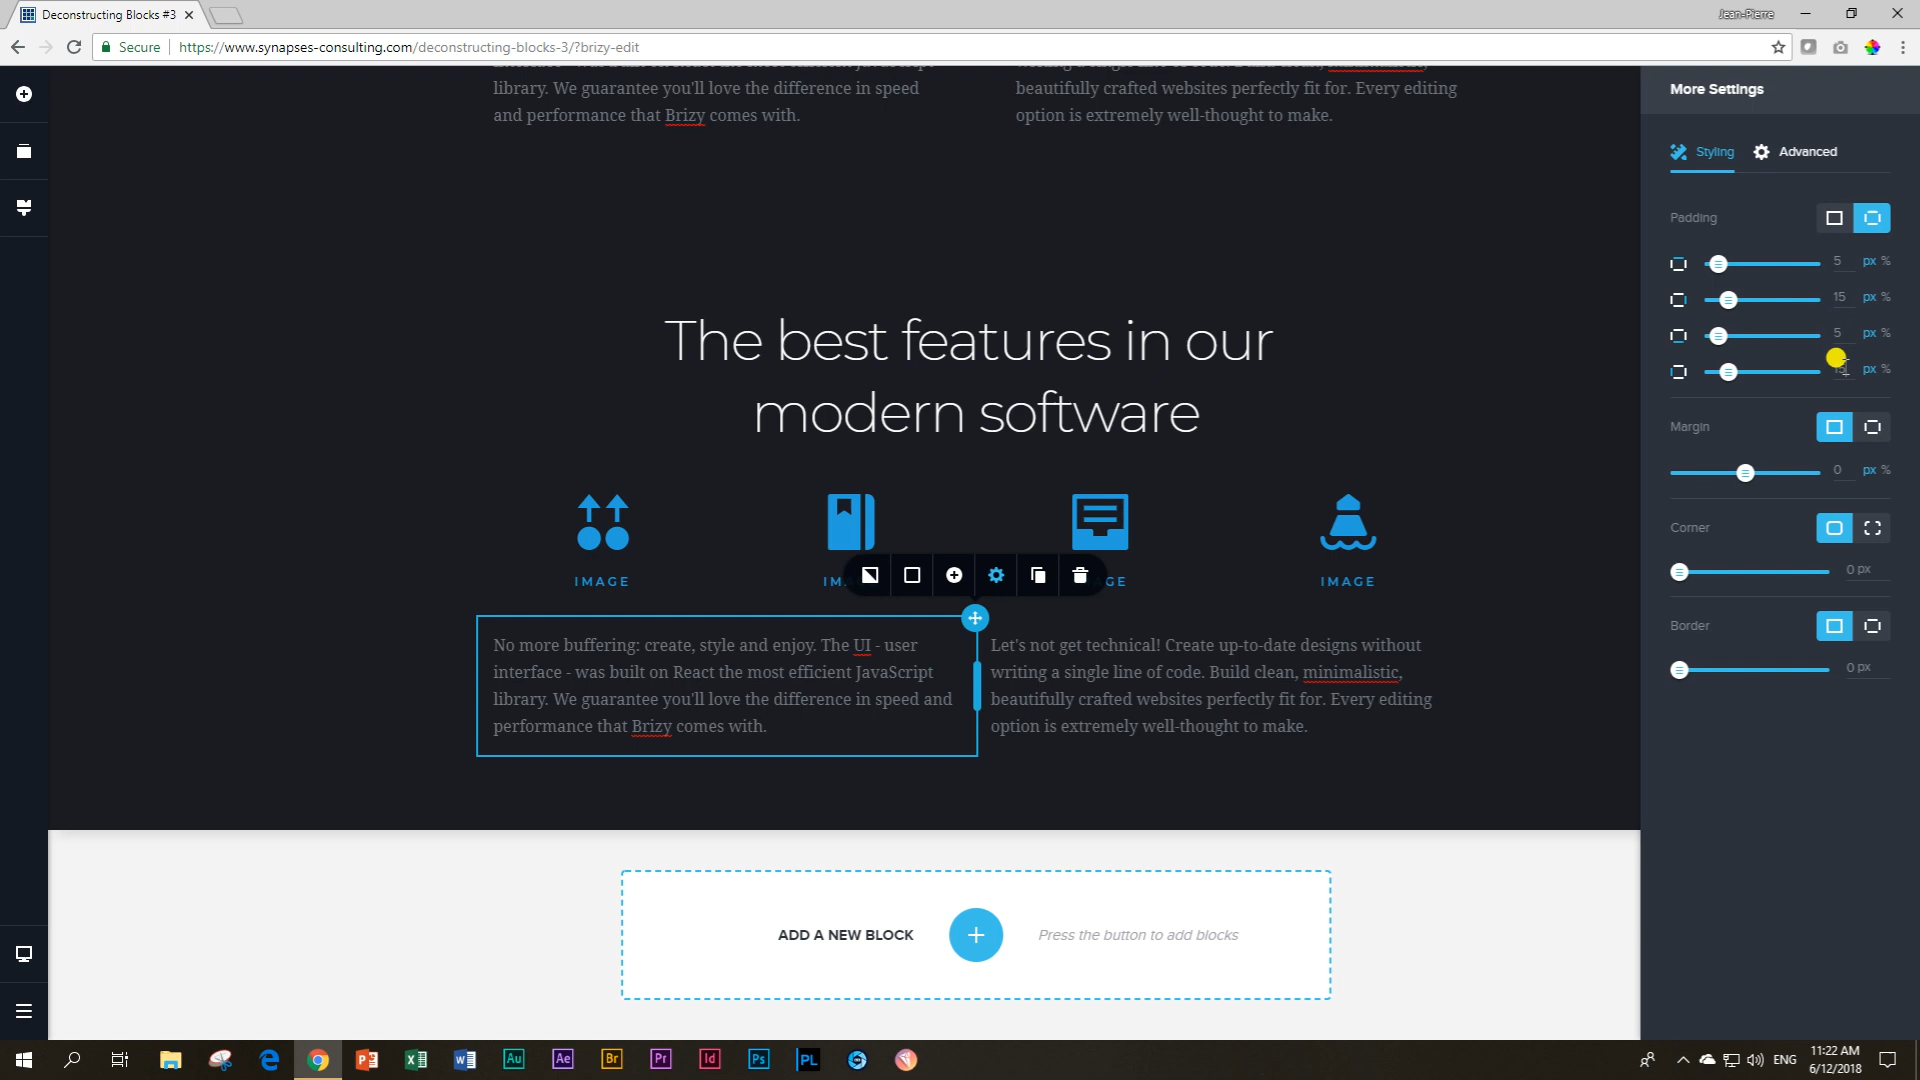 Deconstructing Blocks #3
Jean-Pierre
Secure
https://www.synapses-consulting.com/deconstructing-blocks-3/?brizy-edit
library. We guarantee you'll love the difference in speed
and performance that Brizy comes with.
beautifully crafted websites perfectly fit for. Every editing
option is extremely well-thought to make.
The best features in our
modern software
IMAGE
IMAGE
No more buffering: create, style and enjoy. The UI - user
interface - was built on React the most efficient JavaScript
library. We guarantee you'll love the difference in speed and
performance that Brizy comes with.
Let's not get technical! Create up-to-date designs without
writing a single line of code. Build clean, minimalistic,
beautifully crafted websites perfectly fit for. Every editing
option is extremely well-thought to make.
ADD A NEW BLOCK
Press the button to add blocks
More Settings
Styling
Advanced
Padding
5 px %
15 px %
5 px %
15 px %
Margin
0 px %
Corner
0 px
Border
0 px
Au
Ae
Br
Pr
Id
Ps
PL
ENG
11:22 AM
6/12/2018